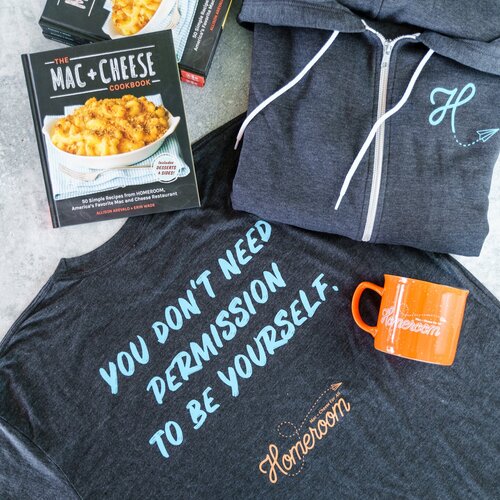 THE
MAC + CHEESE
COOKBOOK
Includes
DESSERTS
+ SIDES!
50 Simple Recipes from HOMEROOM,
America's Favorite Mac and Cheese Restaurant
ALLISON AREVALO + ERIN WADE
H
YOU DON'T NEED
PERMISSION
TO BE YOURSELF.
Homeroom
Homeroom